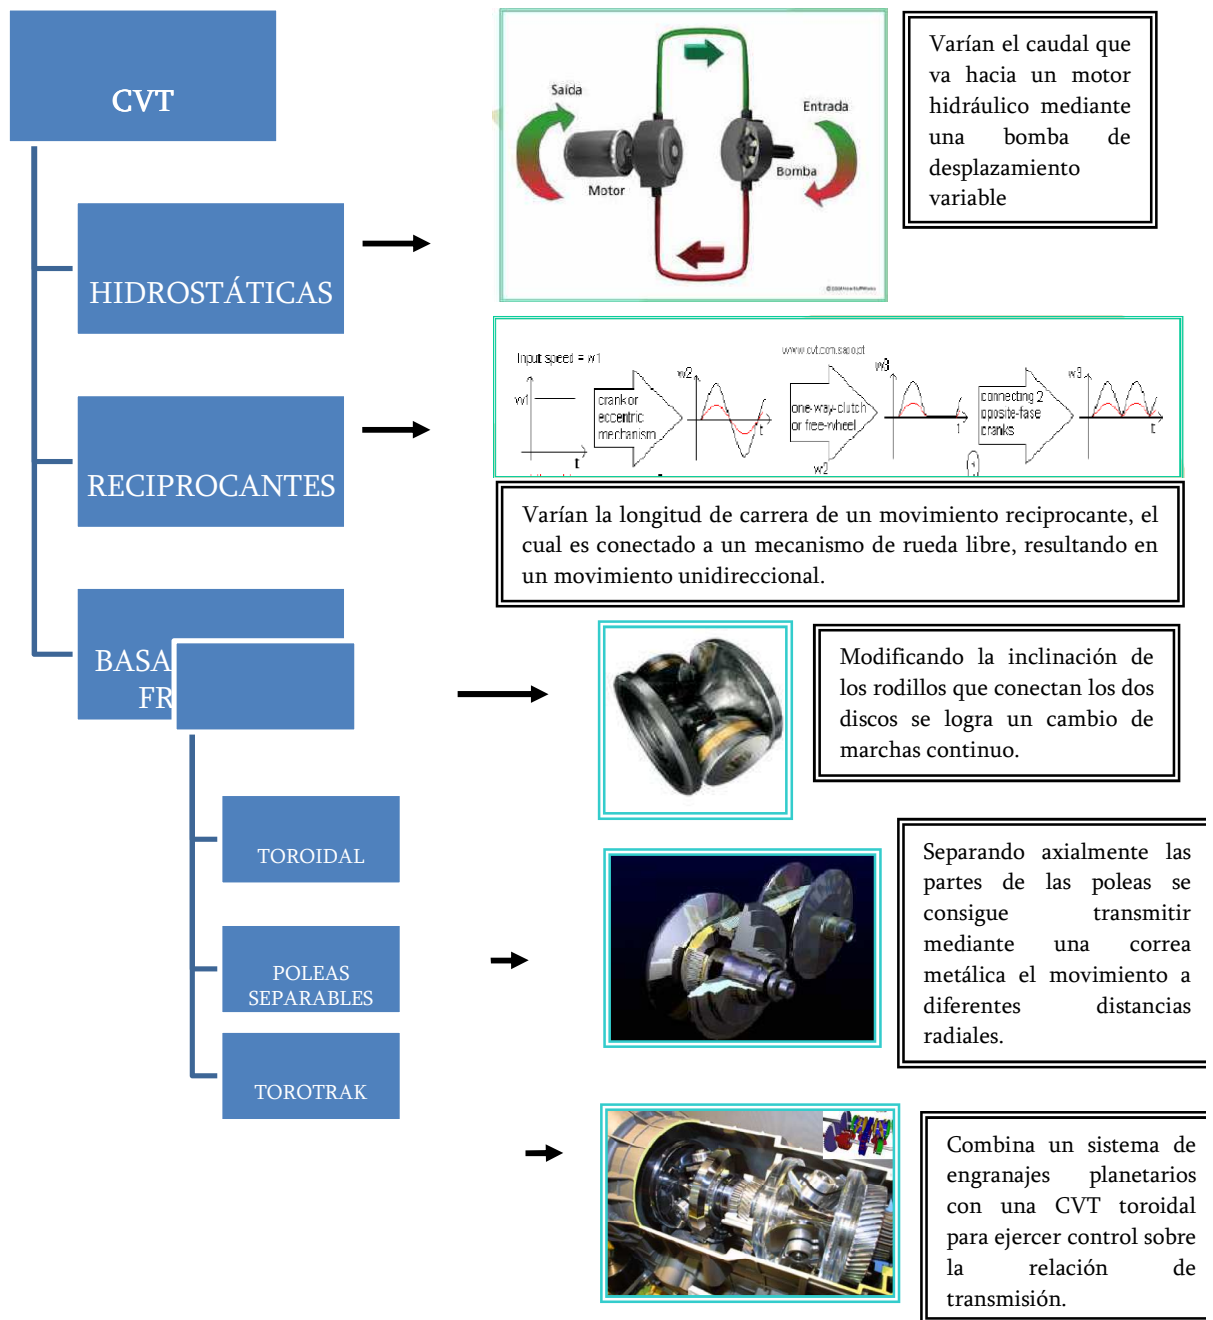 CVT
HIDROSTÁTICAS
Saída
Entrada
Motor
Bomba
Varían el caudal que
va hacia un motor
hidráulico mediante
una bomba de
desplazamiento
variable
RECIPROCANTES
www.cvt.com.sapo.pt
Input speed = w1
w1
t
crank or
eccentric
mechanism
w2
t
one-way-clutch
or free-wheel
w2
w3
t
connecting 2
opposite-fase
cranks
w3
t
Varían la longitud de carrera de un movimiento reciprocante, el
cual es conectado a un mecanismo de rueda libre, resultando en
un movimiento unidireccional.
BASA
FR
Modificando la inclinación de
los rodillos que conectan los dos
discos se logra un cambio de
marchas continuo.
TOROIDAL
Separando axialmente las
partes de las poleas se
consigue transmitir
mediante una correa
metálica el movimiento a
diferentes distancias
radiales.
POLEAS
SEPARABLES
TOROTRAK
Combina un sistema de
engranajes planetarios
con una CVT toroidal
para ejercer control sobre
la relación de
transmisión.